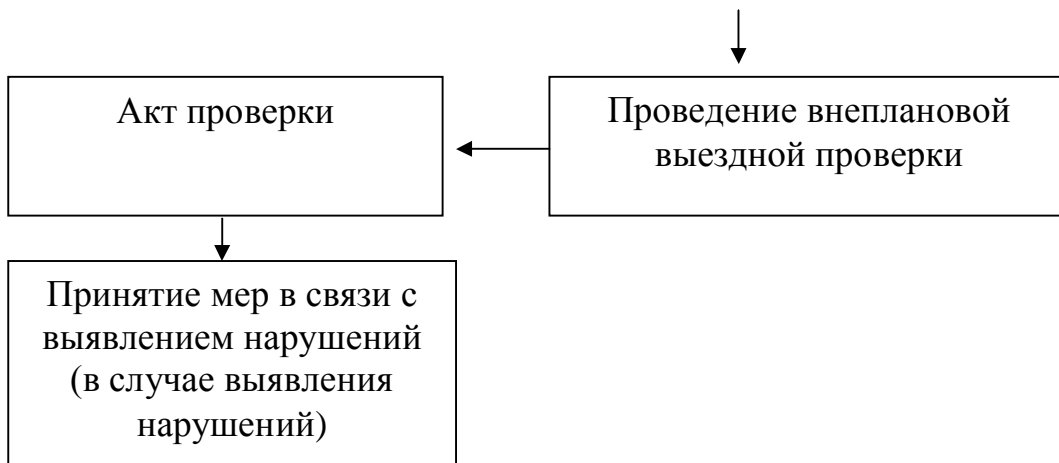 Акт проверки
Проведение внеплановой
выездной проверки
Принятие мер в связи с
выявлением нарушений
(в случае выявления
нарушений)